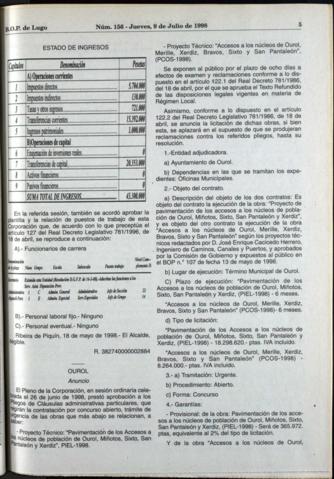 B.O.P. de Lugo
Núm. 156 - Jueves, 9 de Julio de 1998
5
ESTADO DE INGRESOS
Capítulos Denominación Pesetas
A) Operaciones corrientes
1 Impuestos directos 5.704.000
2 Impuestos indirectos 150.000
3 Tasas y otros ingresos 721.000
4 Transferencias corrientes 15.392.000
5 Ingresos patrimoniales 1.000.000
B) Operaciones de capital
6 Enajenación de inversiones reales 0
7 Transferencias de capital
8 Activos financieros 0
9 Pasivos financieros 0
SUMA TOTAL DE INGRESOS
En la referida sesión, también se acordó aprobar la
plantilla y la relación de puestos de trabajo de esta
Corporación que, de acuerdo con lo que preceptúa el
artículo 127 del Real Decreto Legislativo 781/1996, de
18 de abril, se reproduce a continuación:
A).- Funcionarios de carrera
B).- Personal laboral fijo.- Ninguno
C).- Personal eventual.- Ninguno
Ribeira de Piquín, 18 de mayo de 1998.- El Alcalde,
R. 3827400000002884
OUROL
Anuncio
El Pleno de la Corporación, en sesión ordinaria cele-
brada el 26 de junio de 1998, prestó aprobación a los
Pliegos de Cláusulas administrativas particulares, que
regirán la contratación por concurso abierto, trámite de
urgencia de las obras que más abajo se relacionan, a
saber:
- Proyecto Técnico: "Pavimentación de los Accesos a
los núcleos de población de Ourol, Miñotos, Sixto, San
Pantaleón y Xerdiz", PIEL-1998.
- Proyecto Técnico: "Accesos a los núcleos de Ourol,
Merille, Xerdiz, Bravos, Sixto y San Pantaleón".
(PCOS-1998).
Se exponen al público por el plazo de ocho días a
efectos de examen y reclamaciones conforme a lo dis-
puesto en el artículo 122.1 del Real Decreto 781/1986,
del 18 de abril, por el que se aprueba el Texto Refundido
de las disposiciones legales vigentes en materia de
Régimen Local.
Asimismo, conforme a lo dispuesto en el artículo
122.2 del Real Decreto Legislativo 781/1986, de 18 de
abril, se anuncia la licitación de dichas obras, si bien
esta, se aplazará en el supuesto de que se produjeran
reclamaciones contra los referidos pliegos, hasta su
resolución.
1.-Entidad adjudicadora.
a) Ayuntamiento de Ourol.
b) Dependencias en las que se tramitan los expe-
dientes: Oficinas Municipales.
2.- Objeto del contrato.
a) Descripción del objeto de los dos contratos: Es
objeto del contrato la ejecución de la obra: "Proyecto de
pavimentación de los accesos a los núcleos de pobla-
ción de Ourol, Miñotos, Sixto, San Pantaleón y Xerdiz",
y es objeto del otro contrato la ejecución de la obra
"Accesos a los núcleos de Ourol, Merille, Xerdiz,
Bravos, Sixto y San Pantaleón" según los proyectos téc-
nicos redactados por D. José Enrique Caicledo Herrero,
Ingeniero de Caminos, Canales y Puertos, y aprobados
por la Comisión de Gobierno y expuestos al público en
el BOP n.º 107 de fecha 13 de mayo de 1996.
b) Lugar de ejecución: Término Municipal de Ourol.
C) Plazo de ejecución: "Pavimentación de los
Accesos a los núcleos de población de Ourol, Miñotos,
Sixto, San Pantaleón y Xerdiz, (PIEL-1998) - 6 meses.
"Accesos a los núcleos de Ourol, Merille, Xerdiz,
Bravos, Sixto y San Pantaleón" (PCOS-1998)- 6 meses.
d) Tipo de licitación:
"Pavimentación de los Accesos a los núcleos de
población de Ourol, Miñotos, Sixto, San Pantaleón y
Xerdiz", (PIEL-1998) - 18.298.620.- ptas. IVA incluido.
"Accesos a los núcleos de Ourol, Merille, Xerdiz,
Bravos, Sixto y San Pantaleón" (PCOS-1998) -
8.264.000.- ptas. IVA incluido.
3.- a) Tramitación: Urgente.
b) Procedimiento: Abierto.
c) Forma: Concurso
4.- Garantías:
- Provisional: de la obra: Pavimentación de los acce-
sos a los núcleos de población de Ourol, Miñotos, Sixto,
San Pantaleón y Xerdiz, (PIEL-1998) - Será de 365.972.
ptas, equivalente al 2% del tipo de licitación.
Y de la obra "Accesos a los núcleos de Ourol,